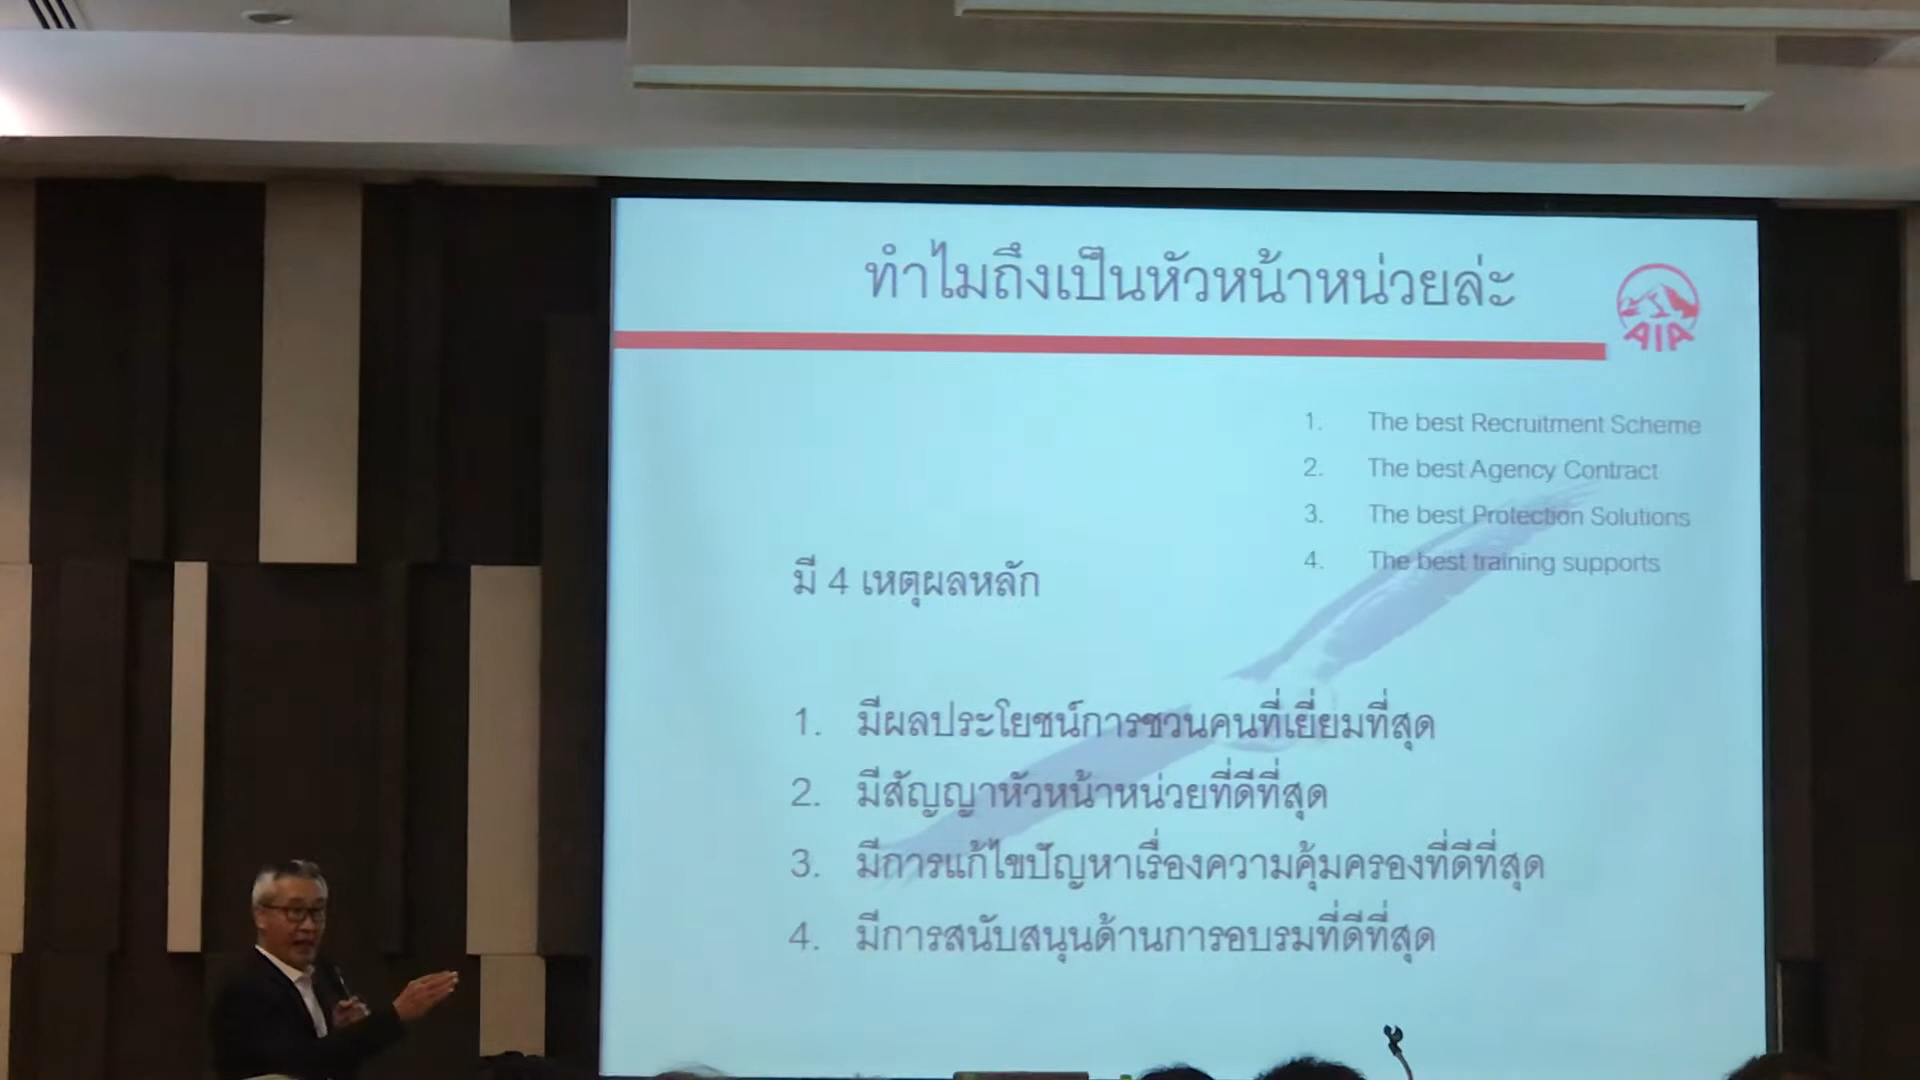 ทำไมถึงเป็นหัวหน้าหน่วยล่ะ
AIA
1. The best Recruitment Scheme
2. The best Agency Contract
3. The best Protection Solutions
4. The best training supports
มี 4 เหตุผลหลัก
1. มีผลประโยชน์การชวนคนที่เยี่ยมที่สุด
2. มีสัญญาหัวหน้าหน่วยที่ดีที่สุด
3. มีการแก้ไขปัญหาเรื่องความคุ้มครองที่ดีที่สุด
4. มีการสนับสนุนด้านการอบรมที่ดีที่สุด